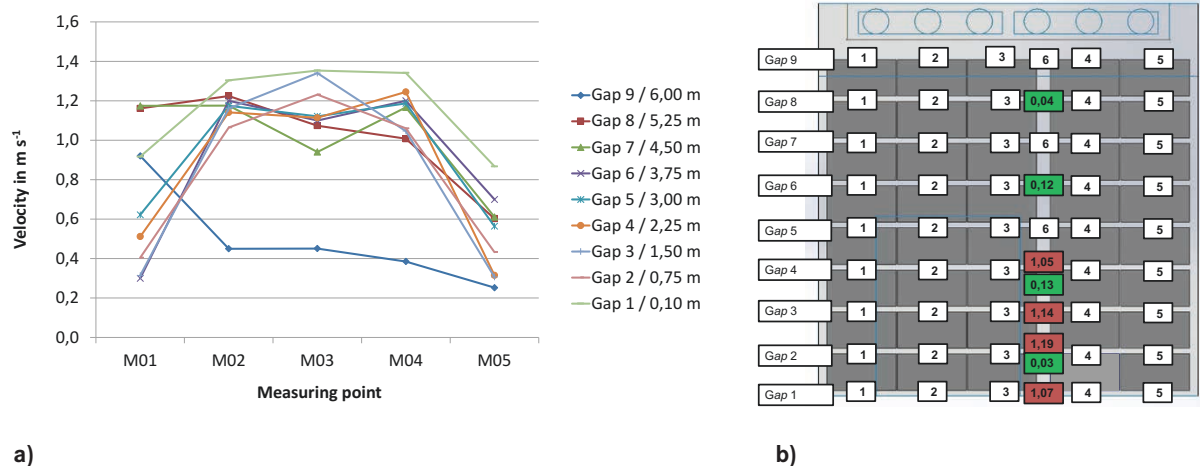 1,6
1,4
1,2
1,0
0,8
0,6
0,4
0,2
0,0
Velocity in m s⁻¹
M01 M02 M03 M04 M05
Measuring point
Gap 9 / 6,00 m
Gap 8 / 5,25 m
Gap 7 / 4,50 m
Gap 6 / 3,75 m
Gap 5 / 3,00 m
Gap 4 / 2,25 m
Gap 3 / 1,50 m
Gap 2 / 0,75 m
Gap 1 / 0,10 m
a)
Gap 9 1 2 3 6 4 5
Gap 8 1 2 3 0,04 4 5
Gap 7 1 2 3 6 4 5
Gap 6 1 2 3 0,12 4 5
Gap 5 1 2 3 6 4 5
1,05
Gap 4 1 2 3 4 5
0,13
Gap 3 1 2 3 1,14 4 5
1,19
Gap 2 1 2 3 4 5
0,03
Gap 1 1 2 3 1,07 4 5
b)